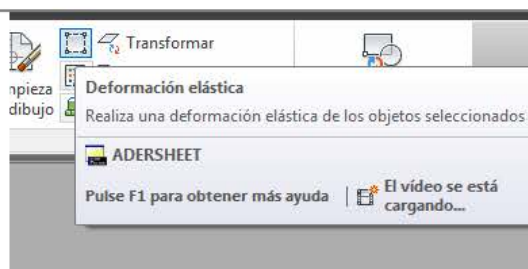 Transformar
mpieza
dibujo
Deformación elástica
Realiza una deformación elástica de los objetos seleccionados
ADERSHEET
Pulse F1 para obtener más ayuda
El vídeo se está
cargando...